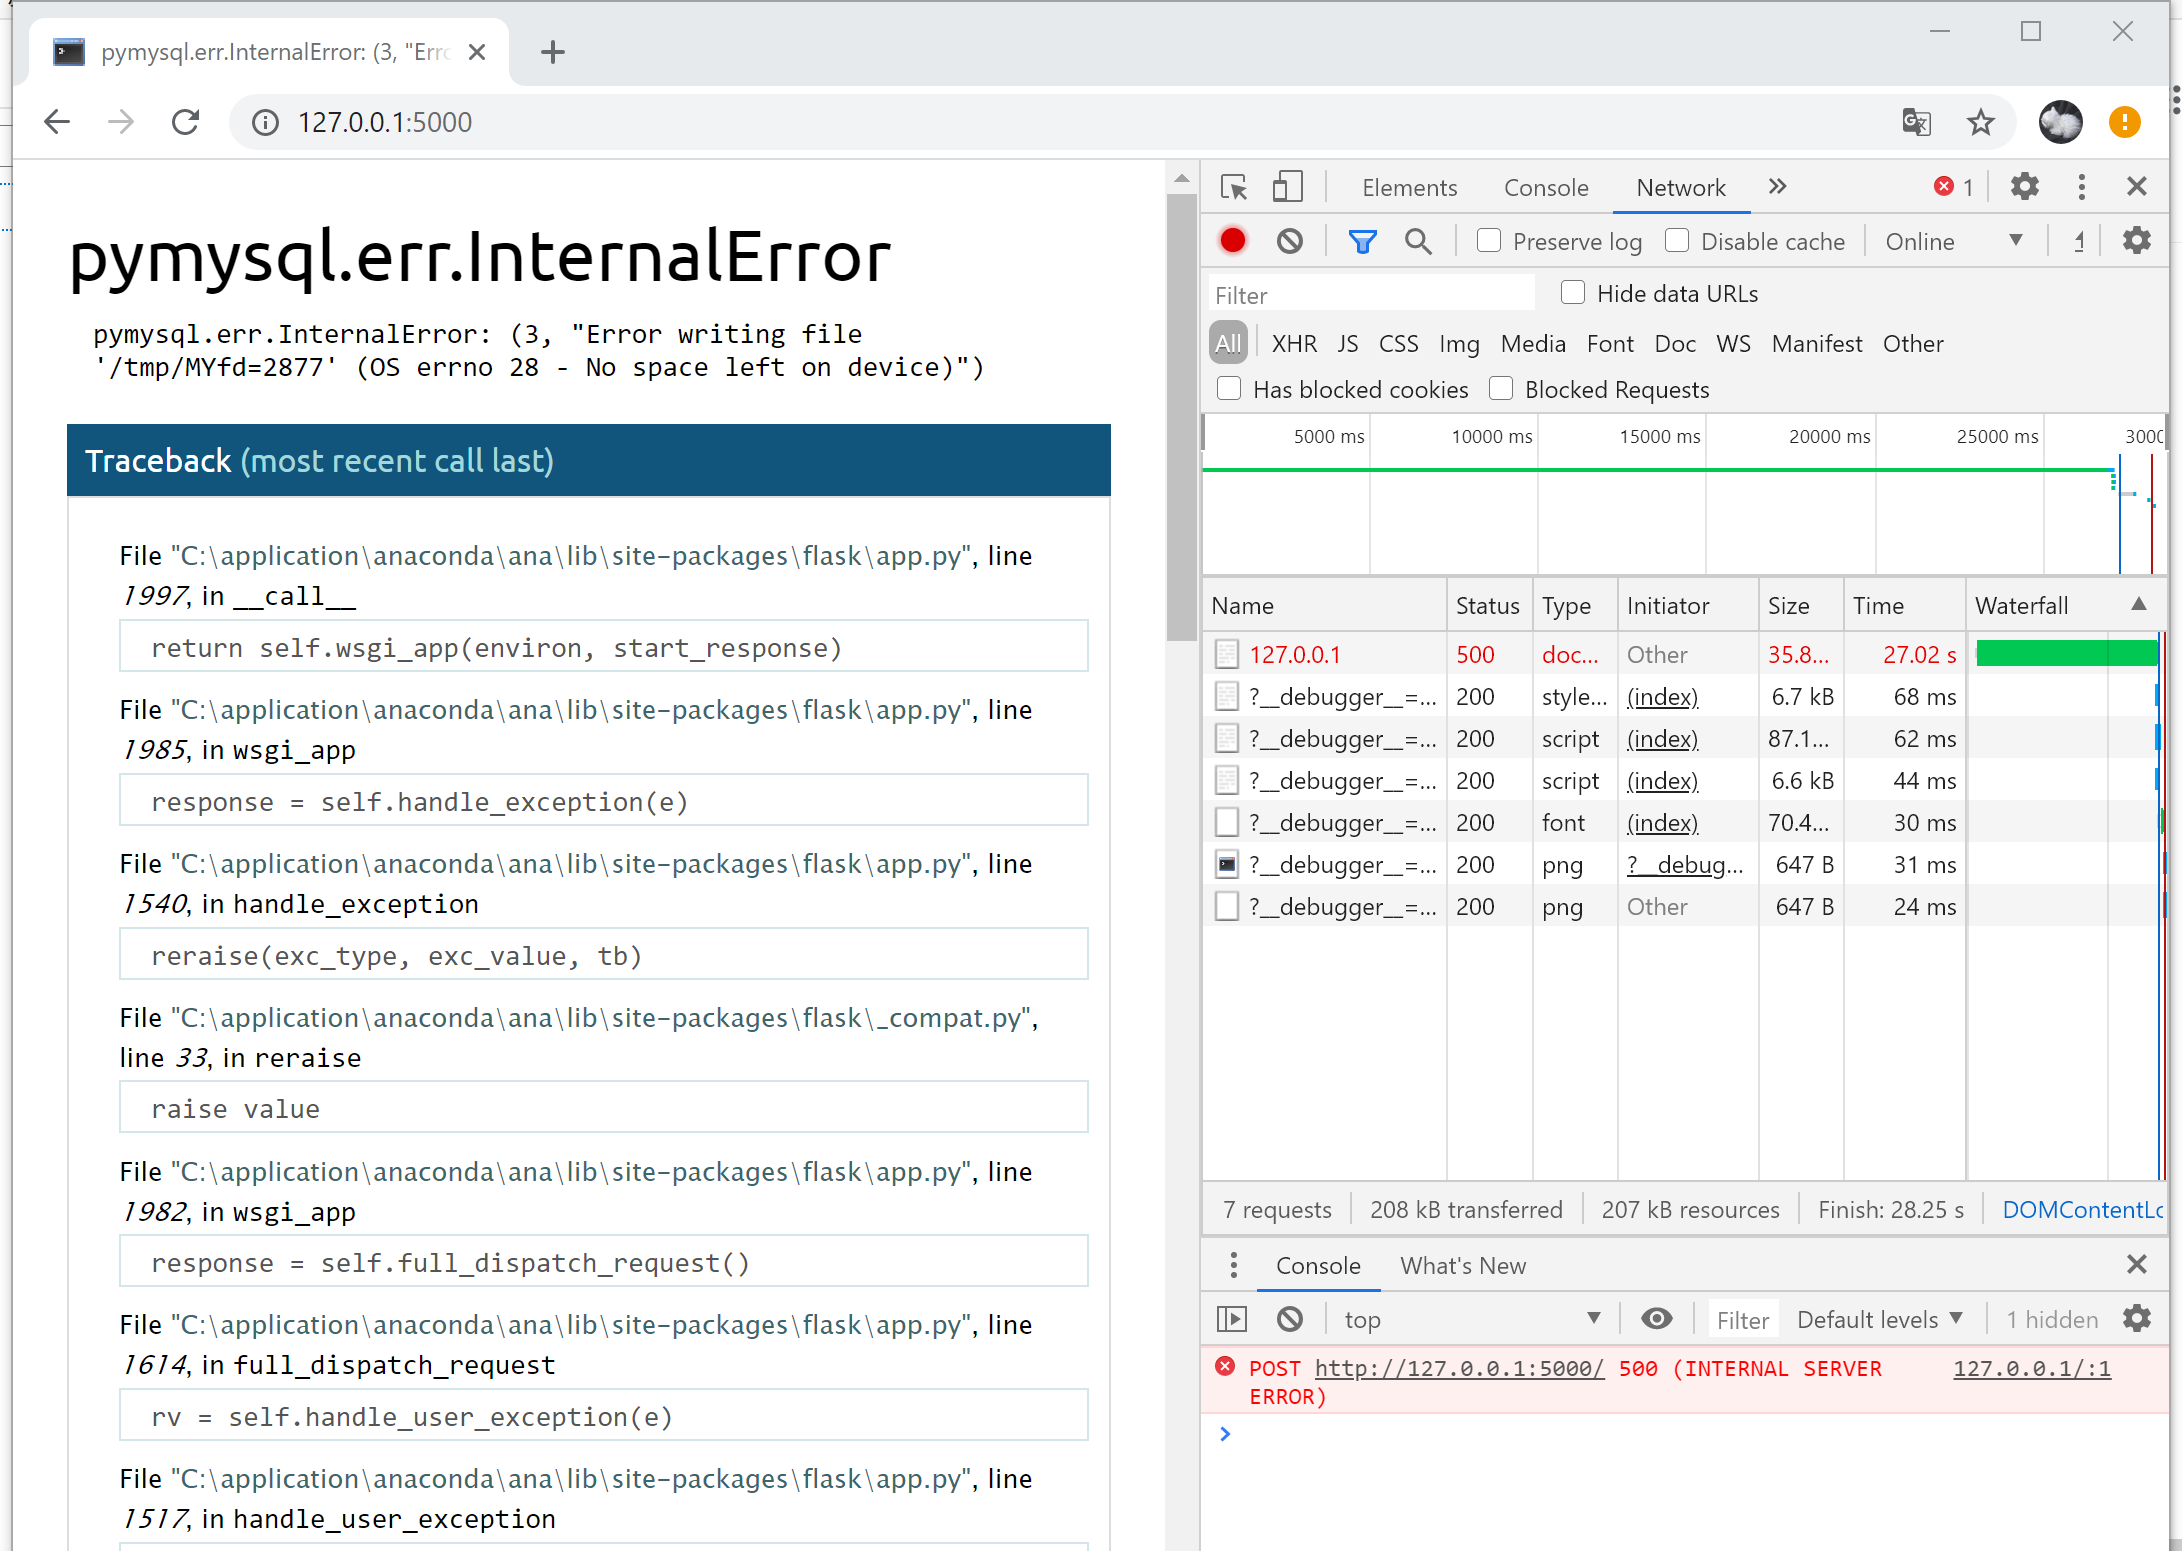 pymysql.err.InternalError: (3, "Erro
127.0.0.1:5000
pymysql.err.InternalError
pymysql.err.InternalError: (3, "Error writing file
'/tmp/MYfd=2877' (OS errno 28 - No space left on device)")
Traceback (most recent call last)
File "C:\application\anaconda\ana\lib\site-packages\flask\app.py", line
1997, in __call__
return self.wsgi_app(environ, start_response)
File "C:\application\anaconda\ana\lib\site-packages\flask\app.py", line
1985, in wsgi_app
response = self.handle_exception(e)
File "C:\application\anaconda\ana\lib\site-packages\flask\app.py", line
1540, in handle_exception
reraise(exc_type, exc_value, tb)
File "C:\application\anaconda\ana\lib\site-packages\flask\_compat.py",
line 33, in reraise
raise value
File "C:\application\anaconda\ana\lib\site-packages\flask\app.py", line
1982, in wsgi_app
response = self.full_dispatch_request()
File "C:\application\anaconda\ana\lib\site-packages\flask\app.py", line
1614, in full_dispatch_request
rv = self.handle_user_exception(e)
File "C:\application\anaconda\ana\lib\site-packages\flask\app.py", line
1517, in handle_user_exception
Elements Console Network 1
Preserve log Disable cache Online
Filter Hide data URLs
All XHR JS CSS Img Media Font Doc WS Manifest Other
Has blocked cookies Blocked Requests
5000 ms 10000 ms 15000 ms 20000 ms 25000 ms 3000
Name Status Type Initiator Size Time Waterfall
127.0.0.1 500 doc... Other 35.8... 27.02 s
?__debugger__=... 200 style... (index) 6.7 kB 68 ms
?__debugger__=... 200 script (index) 87.1... 62 ms
?__debugger__=... 200 script (index) 6.6 kB 44 ms
?__debugger__=... 200 font (index) 70.4... 30 ms
?__debugger__=... 200 png ?__debug... 647 B 31 ms
?__debugger__=... 200 png Other 647 B 24 ms
7 requests 208 kB transferred 207 kB resources Finish: 28.25 s DOMContentLo
Console What's New
top Filter Default levels 1 hidden
POST http://127.0.0.1:5000/ 500 (INTERNAL SERVER 127.0.0.1/:1
ERROR)